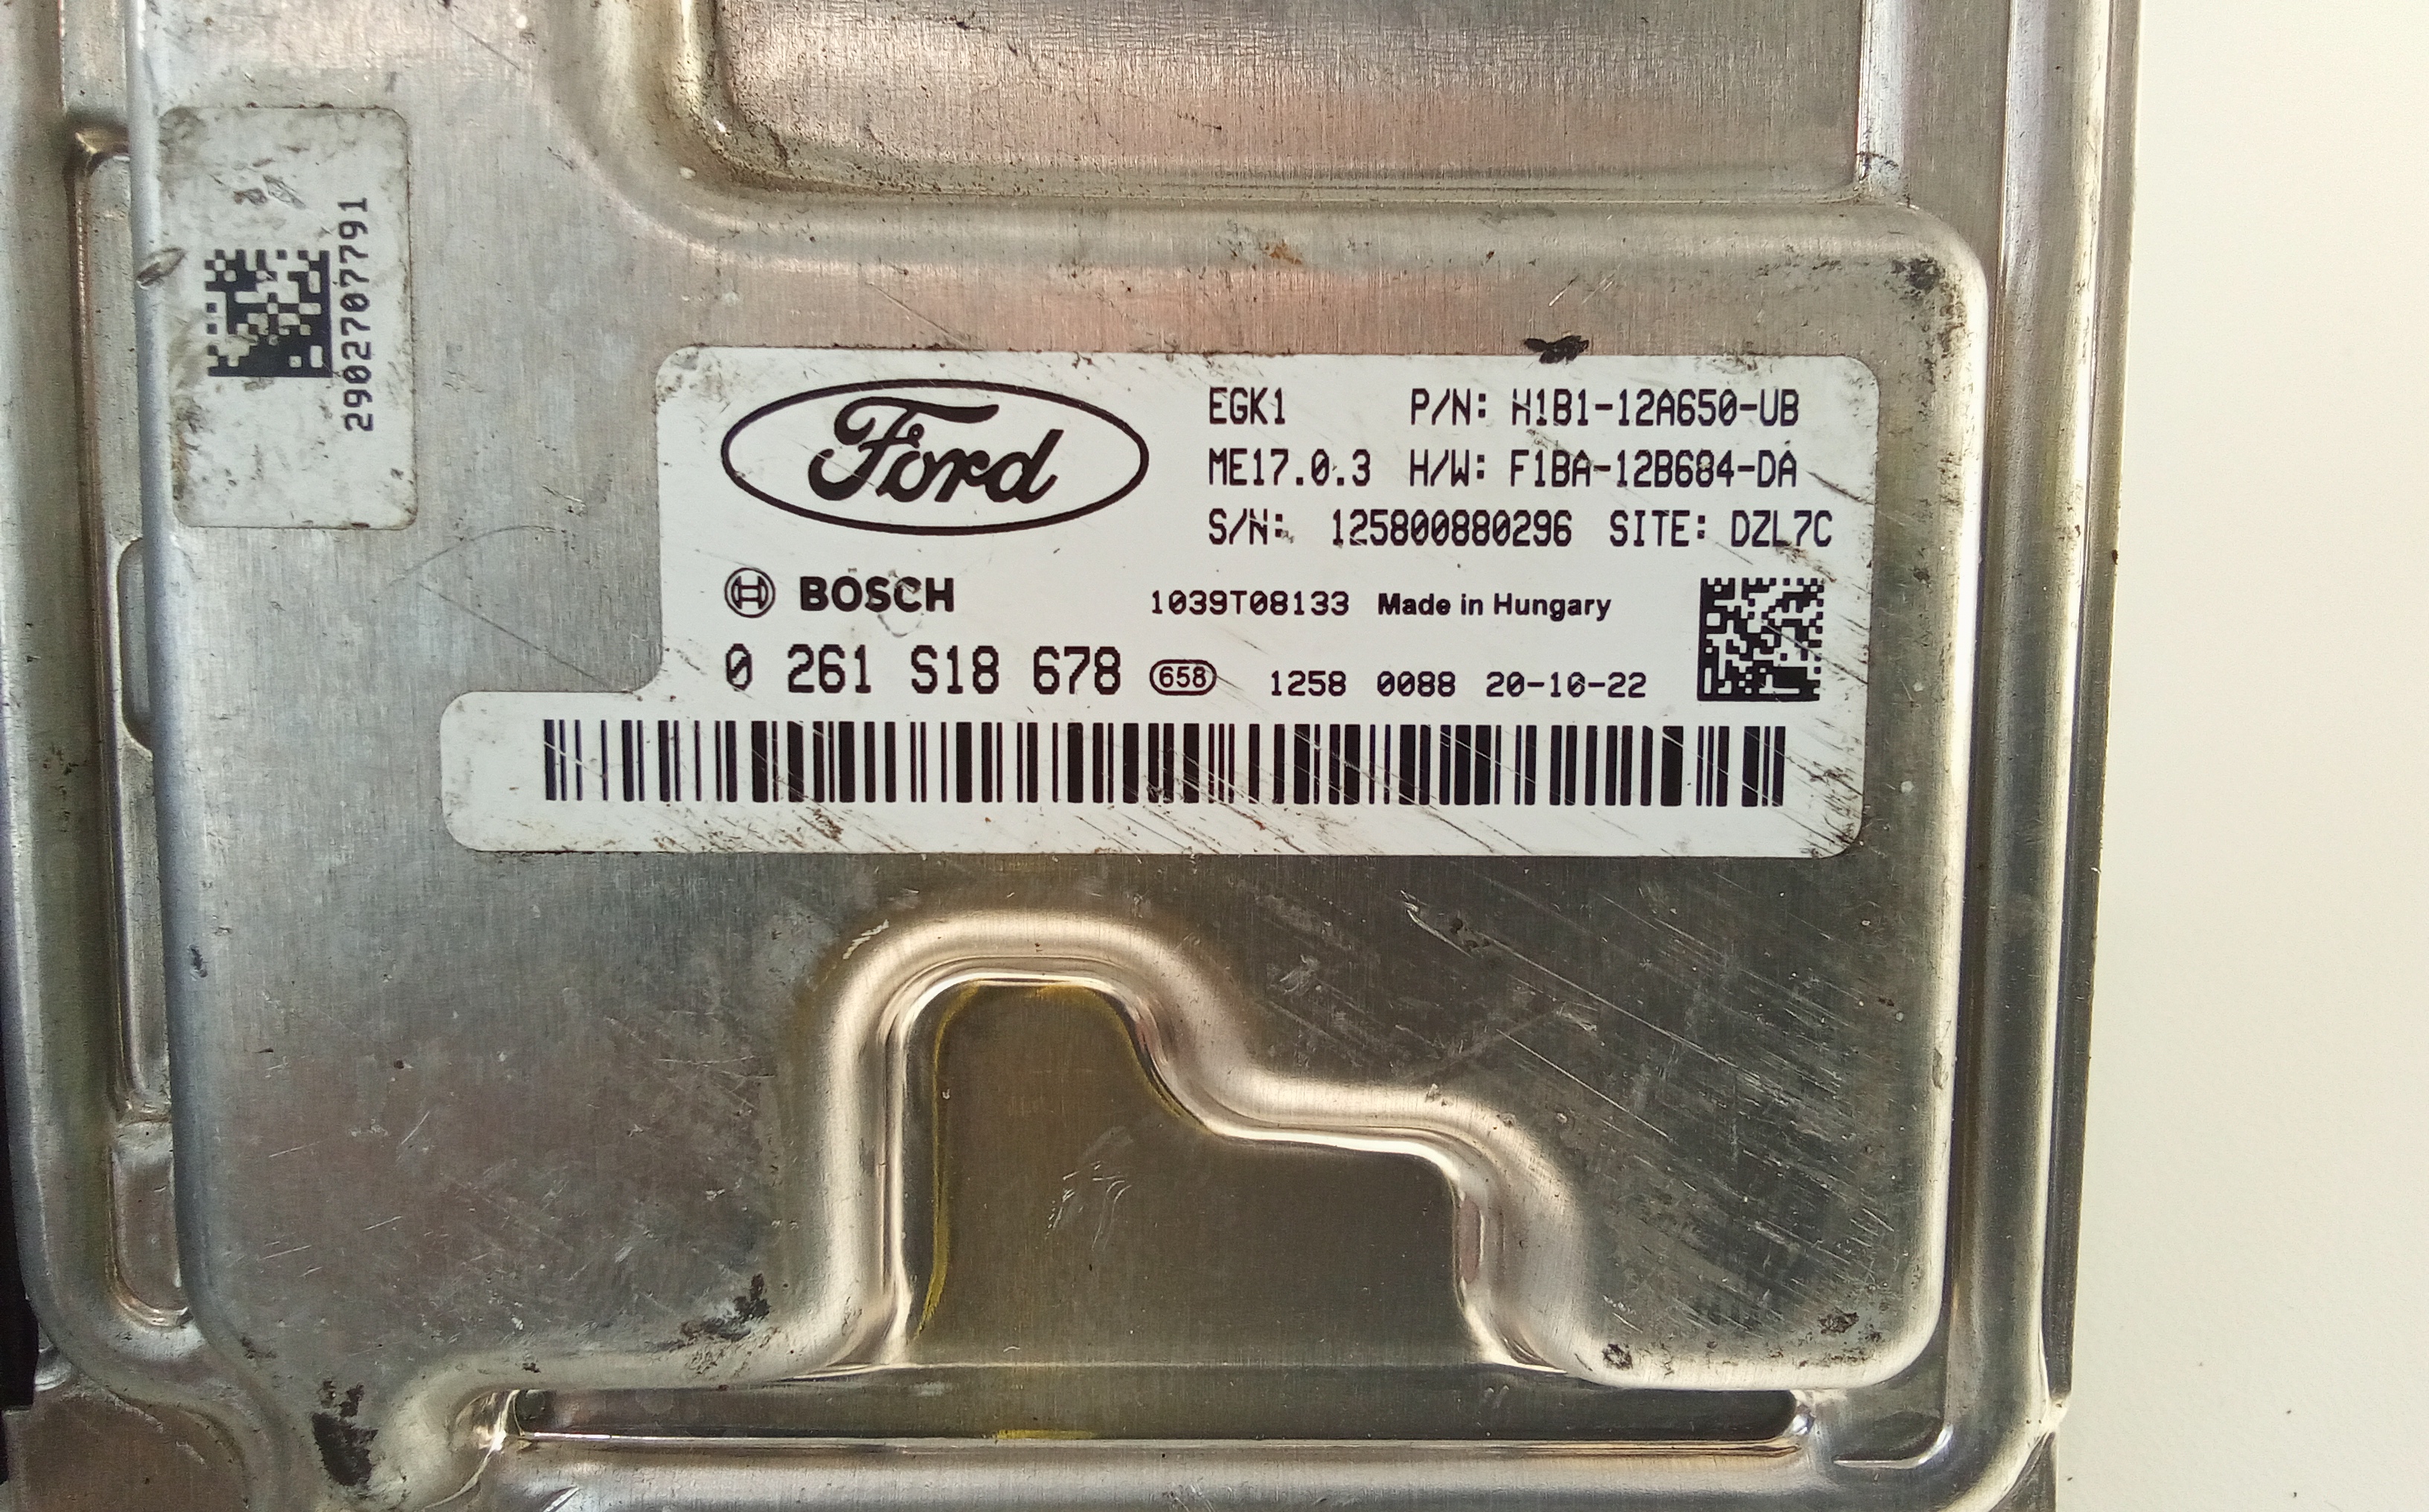 2902707791
Ford
EGK1 P/N: H1B1-12A650-UB
ME17.0.3 H/W: F1BA-12B684-DA
S/N: 125800880296 SITE: DZL7C
BOSCH 1039T08133 Made in Hungary
0 261 S18 678 658 1258 0088 20-10-22